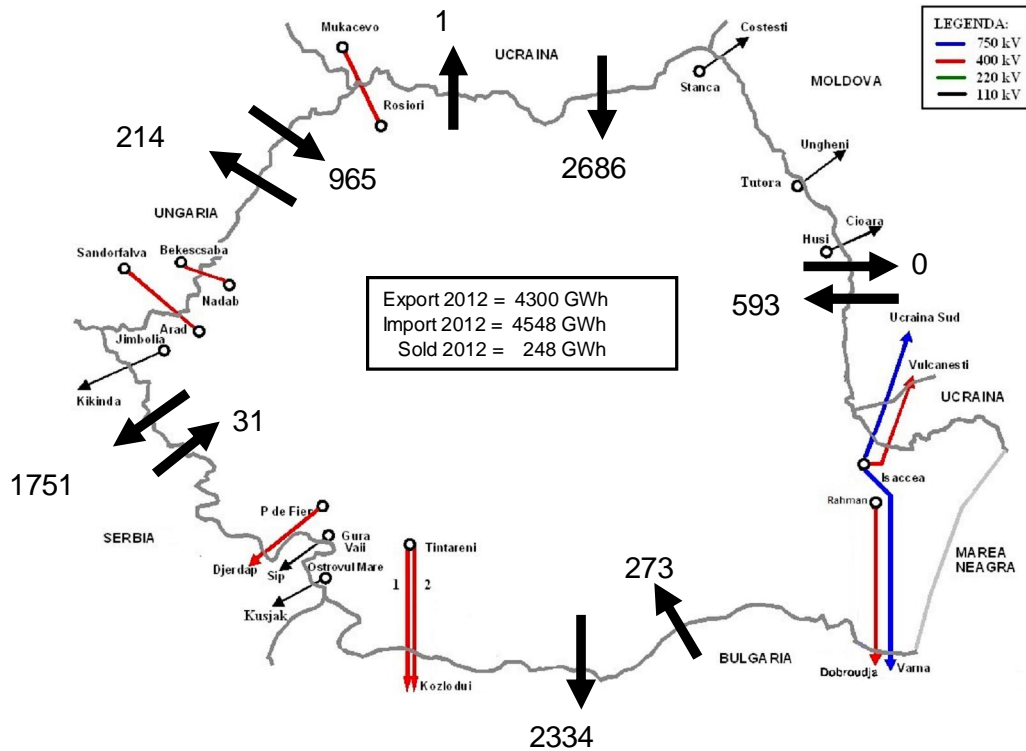 1
UCRAINA
Mukacevo
Rosiori
Costesti
Stanca
MOLDOVA
LEGENDA:
750 kV
400 kV
220 kV
110 kV
214
965
2686
Ungheni
Tutora
Cioara
Husi
UNGARIA
Sandorfalva
Bekescsaba
Nadab
Arad
Jimbolia
Kikinda
Export 2012 = 4300 GWh
Import 2012 = 4548 GWh
Sold 2012 = 248 GWh
0
593
Ucraina Sud
Vulcanesti
UCRAINA
31
1751
Isaccea
Rahman
SERBIA
P de Fier
Gura
Vaii
Djerdap
Sip
Ostrovul Mare
Kusjak
Tintareni
1
2
Kozlodui
273
MAREA
NEAGRA
BULGARIA
Dobroudja
Varna
2334